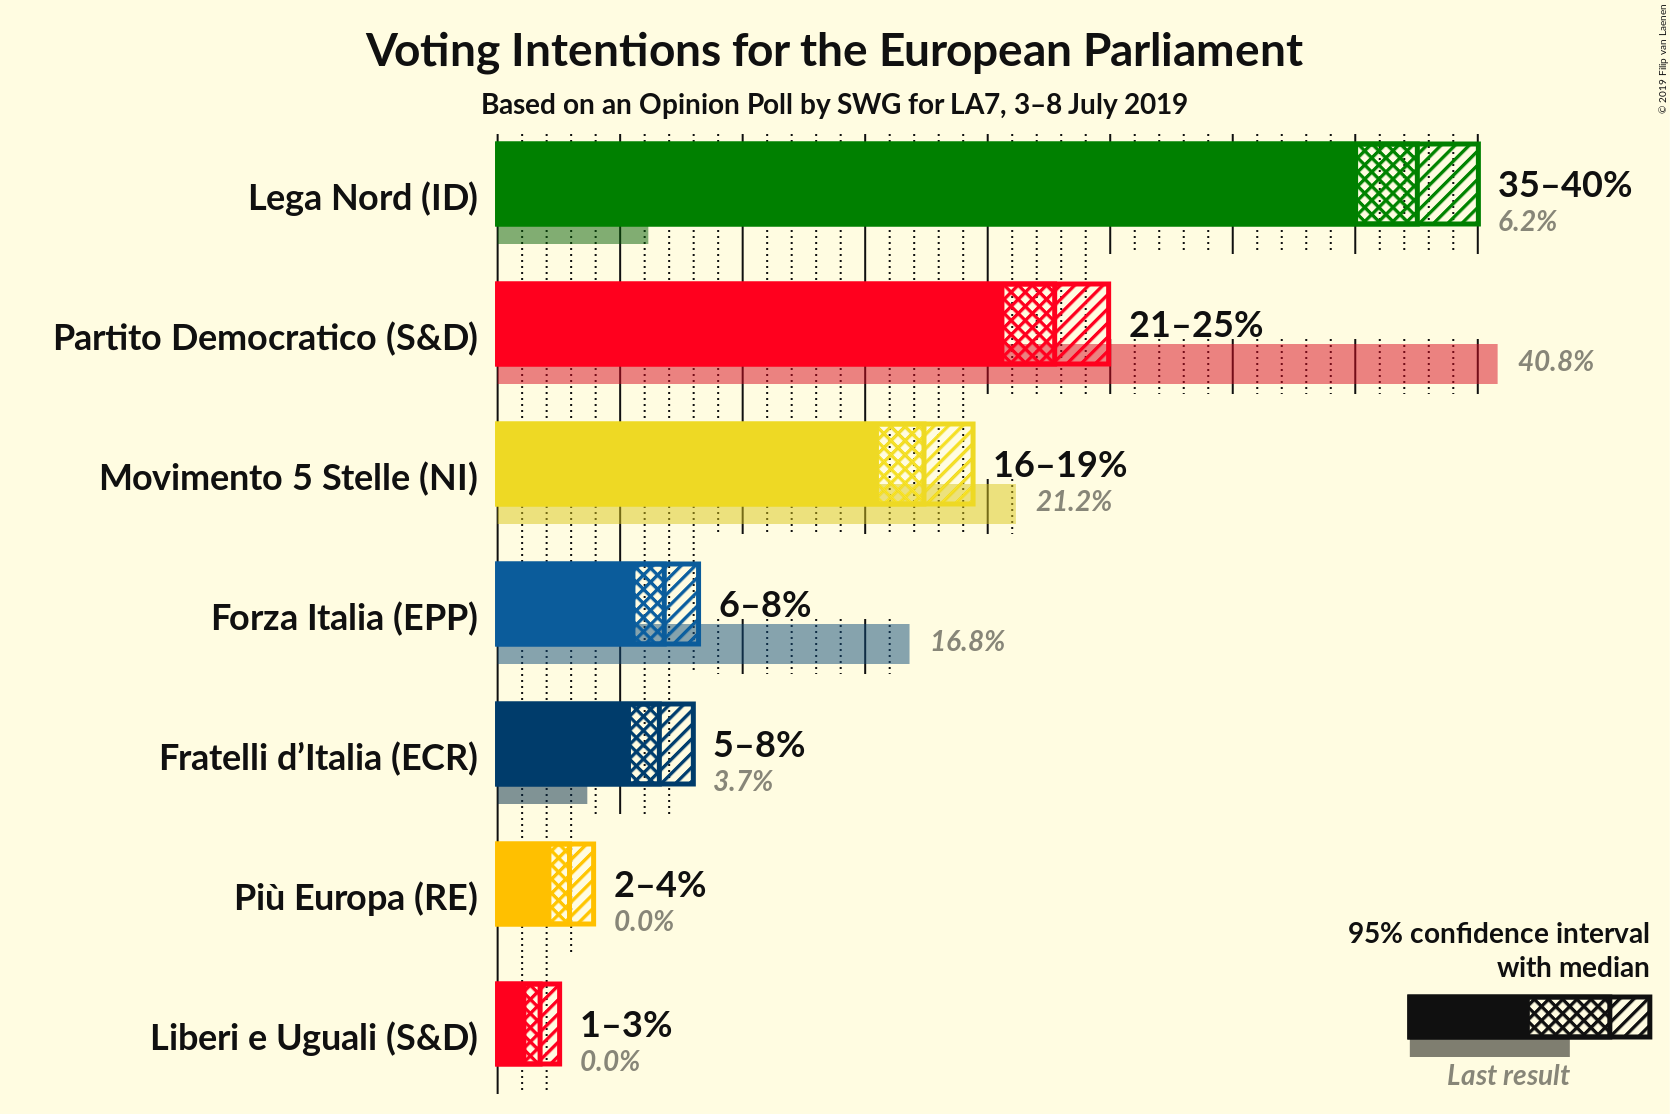 Voting Intentions for the European Parliament
Based on an Opinion Poll by SWG for LA7, 3–8 July 2019
© 2019 Filip van Laenen
Lega Nord (ID)
35–40%
6.2%
Partito Democratico (S&D)
21–25%
40.8%
Movimento 5 Stelle (NI)
16–19%
21.2%
Forza Italia (EPP)
6–8%
16.8%
Fratelli d’Italia (ECR)
5–8%
3.7%
Più Europa (RE)
2–4%
0.0%
Liberi e Uguali (S&D)
1–3%
0.0%
95% confidence interval
with median
Last result